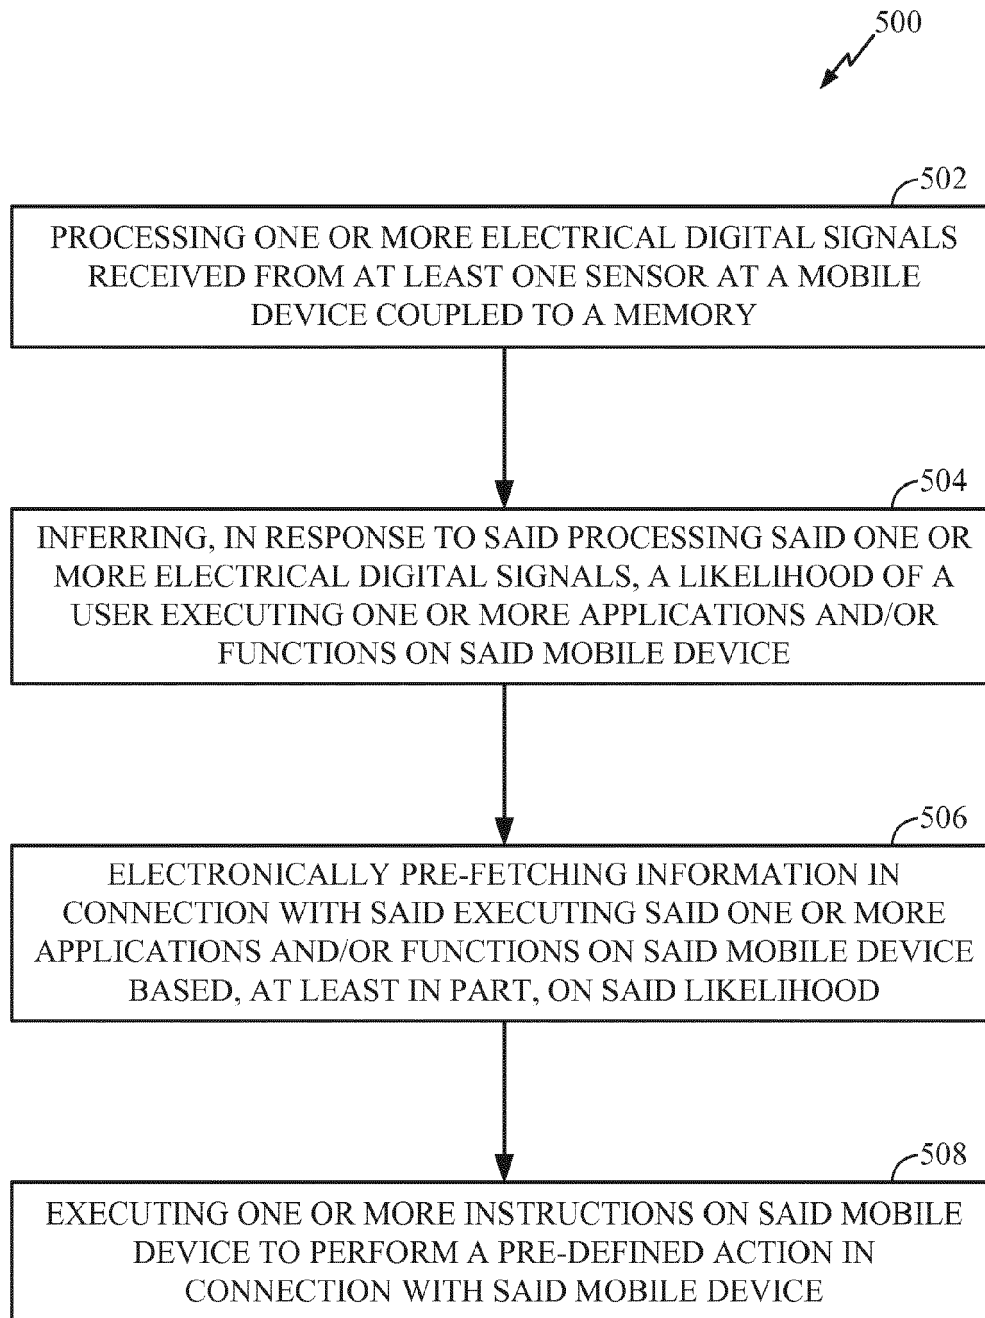 500
502
PROCESSING ONE OR MORE ELECTRICAL DIGITAL SIGNALS
RECEIVED FROM AT LEAST ONE SENSOR AT A MOBILE
DEVICE COUPLED TO A MEMORY
504
INFERRING, IN RESPONSE TO SAID PROCESSING SAID ONE OR
MORE ELECTRICAL DIGITAL SIGNALS, A LIKELIHOOD OF A
USER EXECUTING ONE OR MORE APPLICATIONS AND/OR
FUNCTIONS ON SAID MOBILE DEVICE
506
ELECTRONICALLY PRE-FETCHING INFORMATION IN
CONNECTION WITH SAID EXECUTING SAID ONE OR MORE
APPLICATIONS AND/OR FUNCTIONS ON SAID MOBILE DEVICE
BASED, AT LEAST IN PART, ON SAID LIKELIHOOD
508
EXECUTING ONE OR MORE INSTRUCTIONS ON SAID MOBILE
DEVICE TO PERFORM A PRE-DEFINED ACTION IN
CONNECTION WITH SAID MOBILE DEVICE